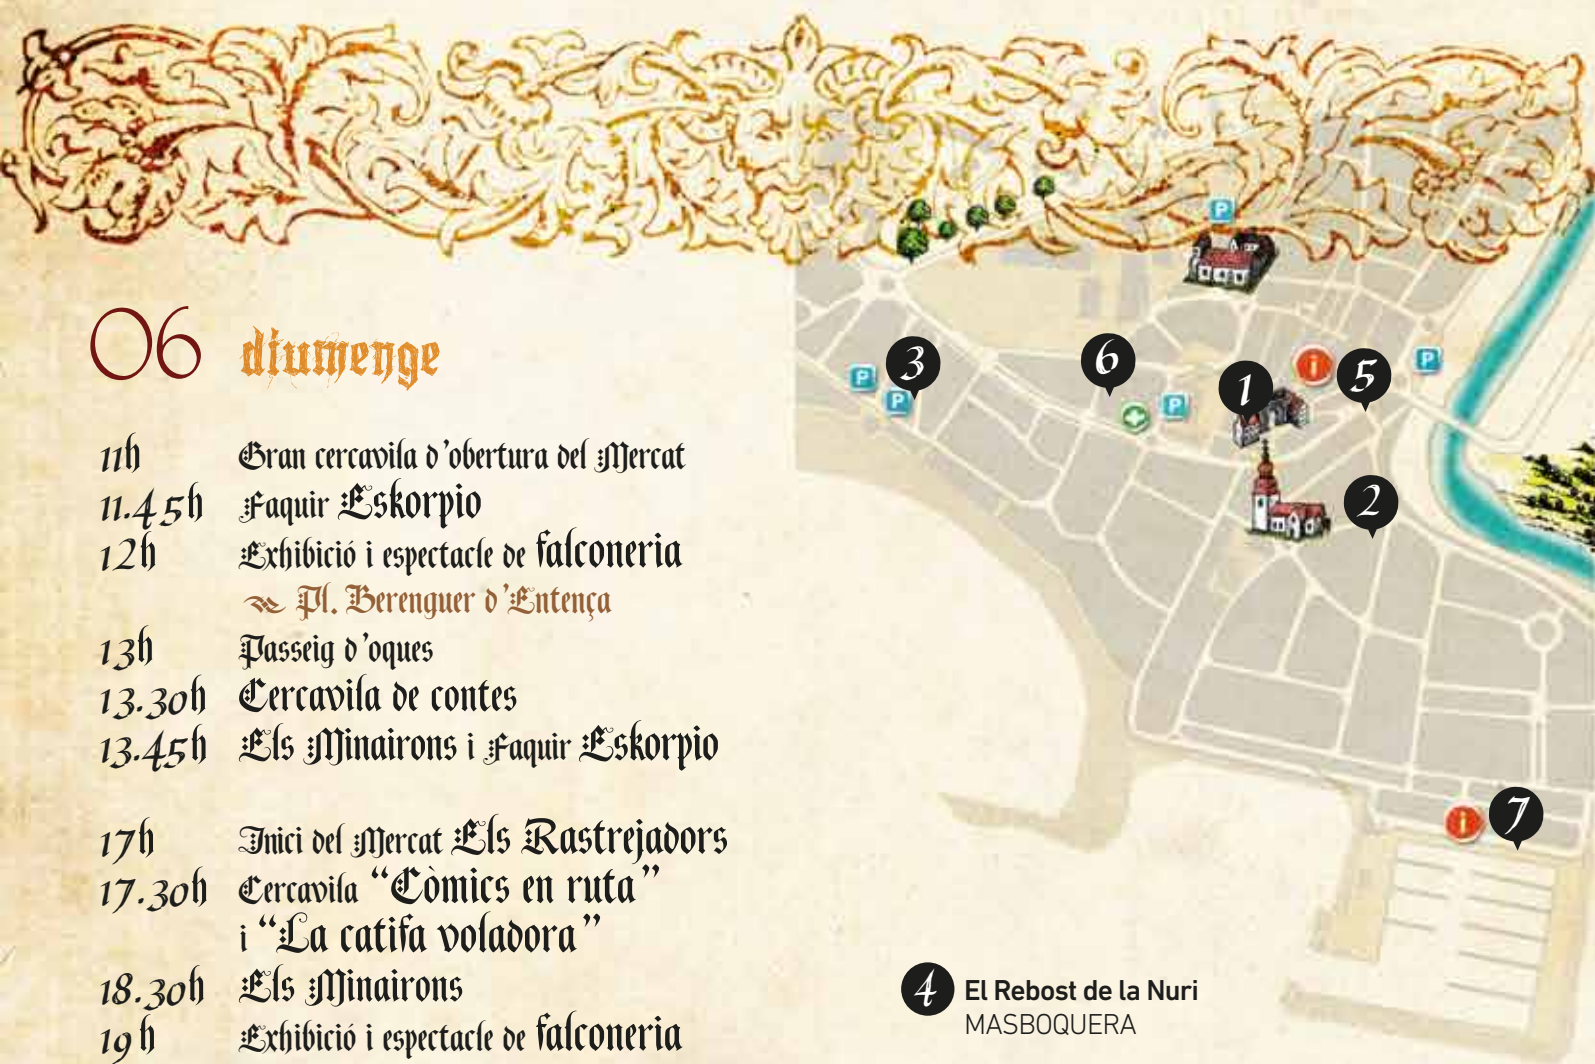 06 diumenge
11h Gran cercavila d'obertura del Mercat
11.45h Faquir Eskorpio
12h Exhibició i espectacle de falconeria
Pl. Berenguer d'Entença
13h Passeig d'oques
13.30h Cercavila de contes
13.45h Els Minairons i Faquir Eskorpio
17h Inici del Mercat Els Rastrejadors
17.30h Cercavila “Còmics en ruta”
i “La catifa voladora”
18.30h Els Minairons
19h Exhibició i espectacle de falconeria
P
3
P
P
6
P
1
i
5
P
2
i
7
4 El Rebost de la Nuri
MASBOQUERA